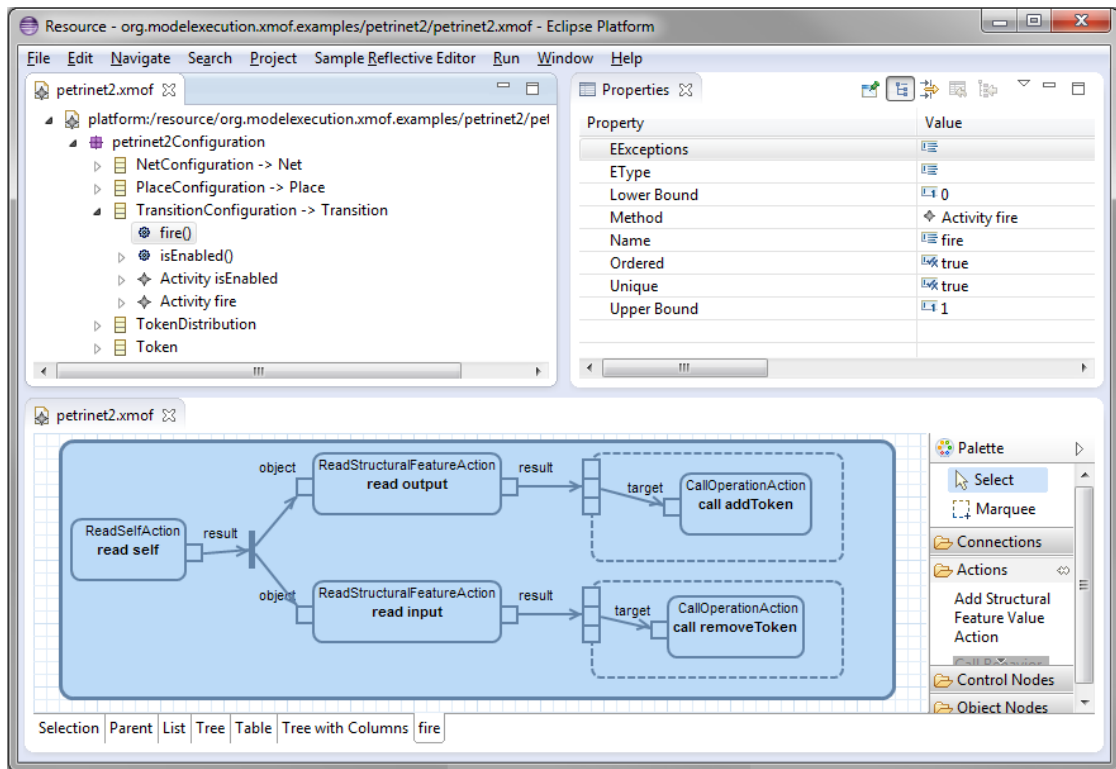 Resource - org.modelexecution.xmof.examples/petrinet2/petrinet2.xmof - Eclipse Platform
File Edit Navigate Search Project Sample Reflective Editor Run Window Help
petrinet2.xmof
platform:/resource/org.modelexecution.xmof.examples/petrinet2/pet
petrinet2Configuration
NetConfiguration -> Net
PlaceConfiguration -> Place
TransitionConfiguration -> Transition
fire()
isEnabled()
Activity isEnabled
Activity fire
TokenDistribution
Token
Properties
Property Value
EExceptions
EType
Lower Bound 0
Method Activity fire
Name fire
Ordered true
Unique true
Upper Bound 1
petrinet2.xmof
ReadSelfAction
read self
result
object
ReadStructuralFeatureAction
read output
result
target
CallOperationAction
call addToken
object
ReadStructuralFeatureAction
read input
result
target
CallOperationAction
call removeToken
Palette
Select
Marquee
Connections
Actions
Add Structural
Feature Value
Action
Call Behavior
Control Nodes
Object Nodes
Selection Parent List Tree Table Tree with Columns fire